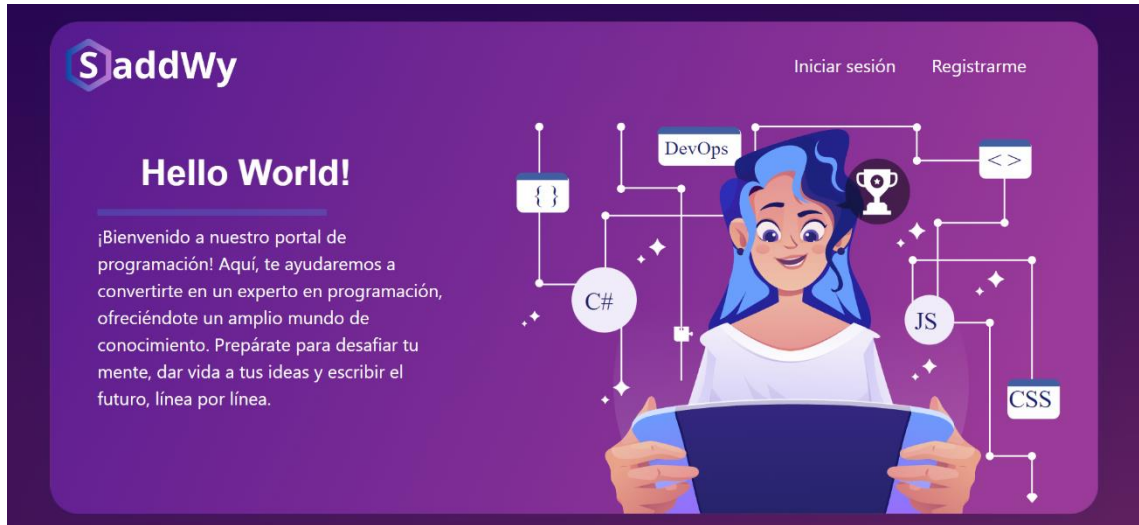 SaddWy
Iniciar sesión
Registrarme
Hello World!
¡Bienvenido a nuestro portal de
programación! Aquí, te ayudaremos a
convertirte en un experto en programación,
ofreciéndote un amplio mundo de
conocimiento. Prepárate para desafiar tu
mente, dar vida a tus ideas y escribir el
futuro, línea por línea.
DevOps
< >
{ }
C#
JS
CSS